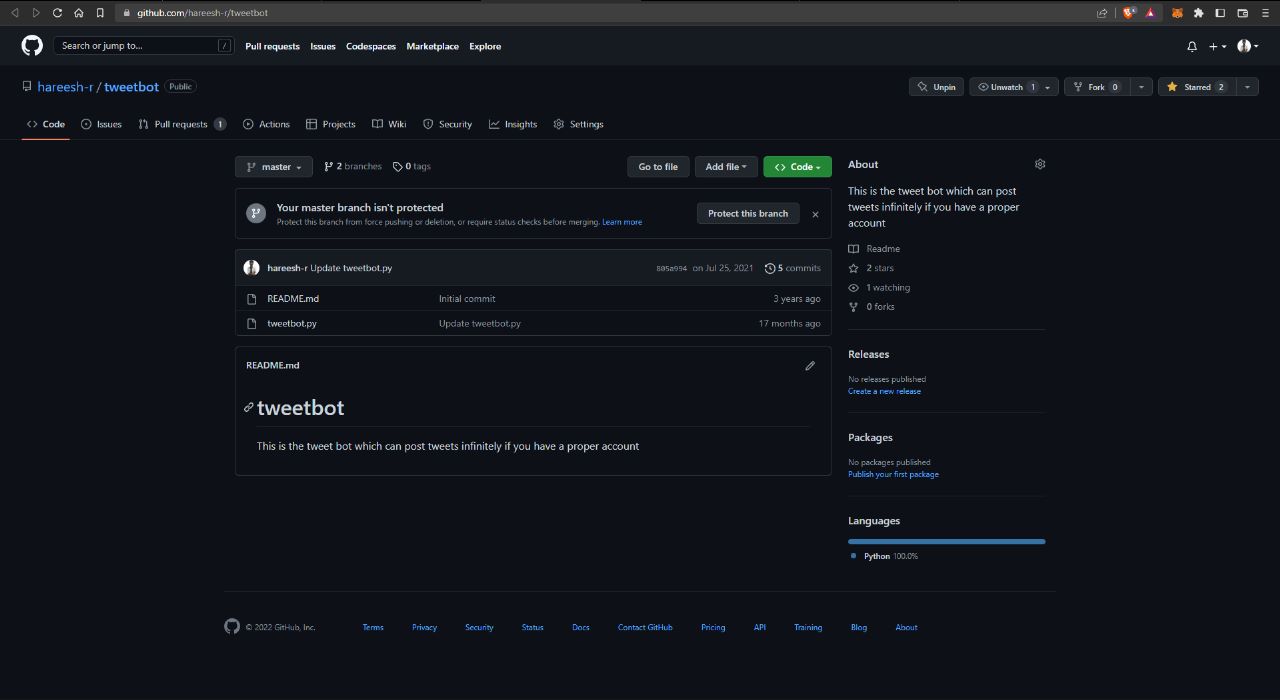 github.com/hareesh-r/tweetbot
Search or jump to... /
Pull requests Issues Codespaces Marketplace Explore
hareesh-r / tweetbot Public
Unpin Unwatch 1 Fork 0 Starred 2
Code Issues Pull requests 1 Actions Projects Wiki Security Insights Settings
master 2 branches 0 tags Go to file Add file Code
Your master branch isn't protected
Protect this branch from force pushing or deletion, or require status checks before merging. Learn more
Protect this branch
hareesh-r Update tweetbot.py 805a994 on Jul 25, 2021 5 commits
README.md Initial commit 3 years ago
tweetbot.py Update tweetbot.py 17 months ago
README.md
tweetbot
This is the tweet bot which can post tweets infinitely if you have a proper account
About
This is the tweet bot which can post
tweets infinitely if you have a proper
account
Readme
2 stars
1 watching
0 forks
Releases
No releases published
Create a new release
Packages
No packages published
Publish your first package
Languages
Python 100.0%
© 2022 GitHub, Inc. Terms Privacy Security Status Docs Contact GitHub Pricing API Training Blog About